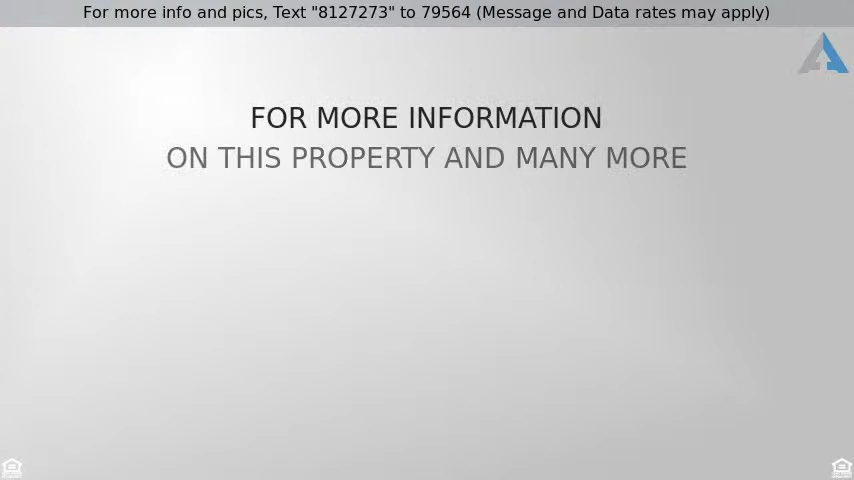 For more info and pics, Text "8127273" to 79564 (Message and Data rates may apply)
FOR MORE INFORMATION
ON THIS PROPERTY AND MANY MORE